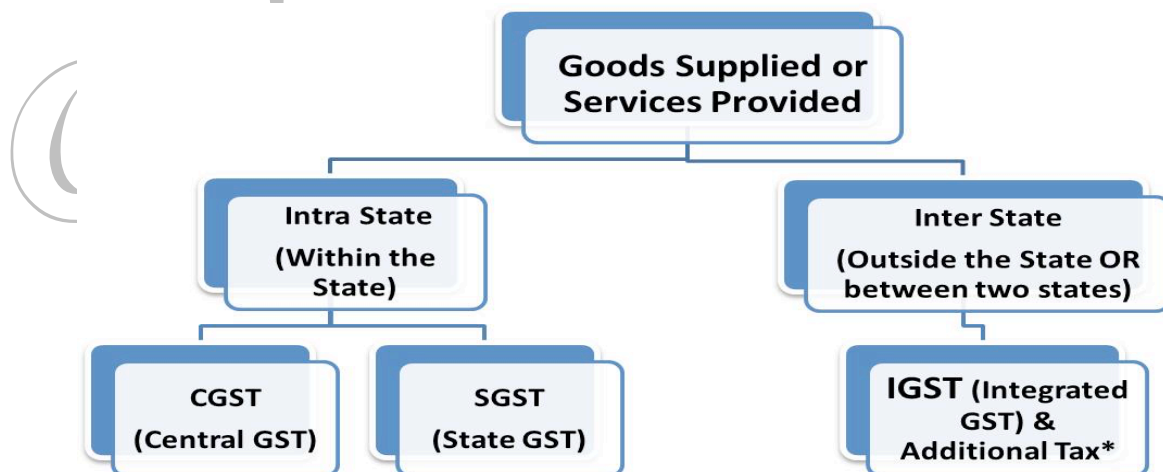 Goods Supplied or
Services Provided
Intra State
(Within the
State)
Inter State
(Outside the State OR
between two states)
CGST
(Central GST)
SGST
(State GST)
IGST (Integrated
GST) &
Additional Tax*